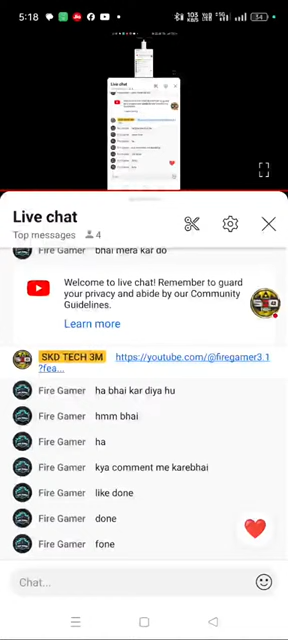 5:18
103
KB/S
34
Live chat
Top messages 4
Fire Gamer bhai mera kar do
Welcome to live chat! Remember to guard
your privacy and abide by our Community
Guidelines.
Learn more
SKD TECH 3M https://youtube.com/@firegamer3.1
?fea...
Fire Gamer ha bhai kar diya hu
Fire Gamer hmm bhai
Fire Gamer ha
Fire Gamer kya comment me karebhai
Fire Gamer like done
Fire Gamer done
Fire Gamer fone
Chat...